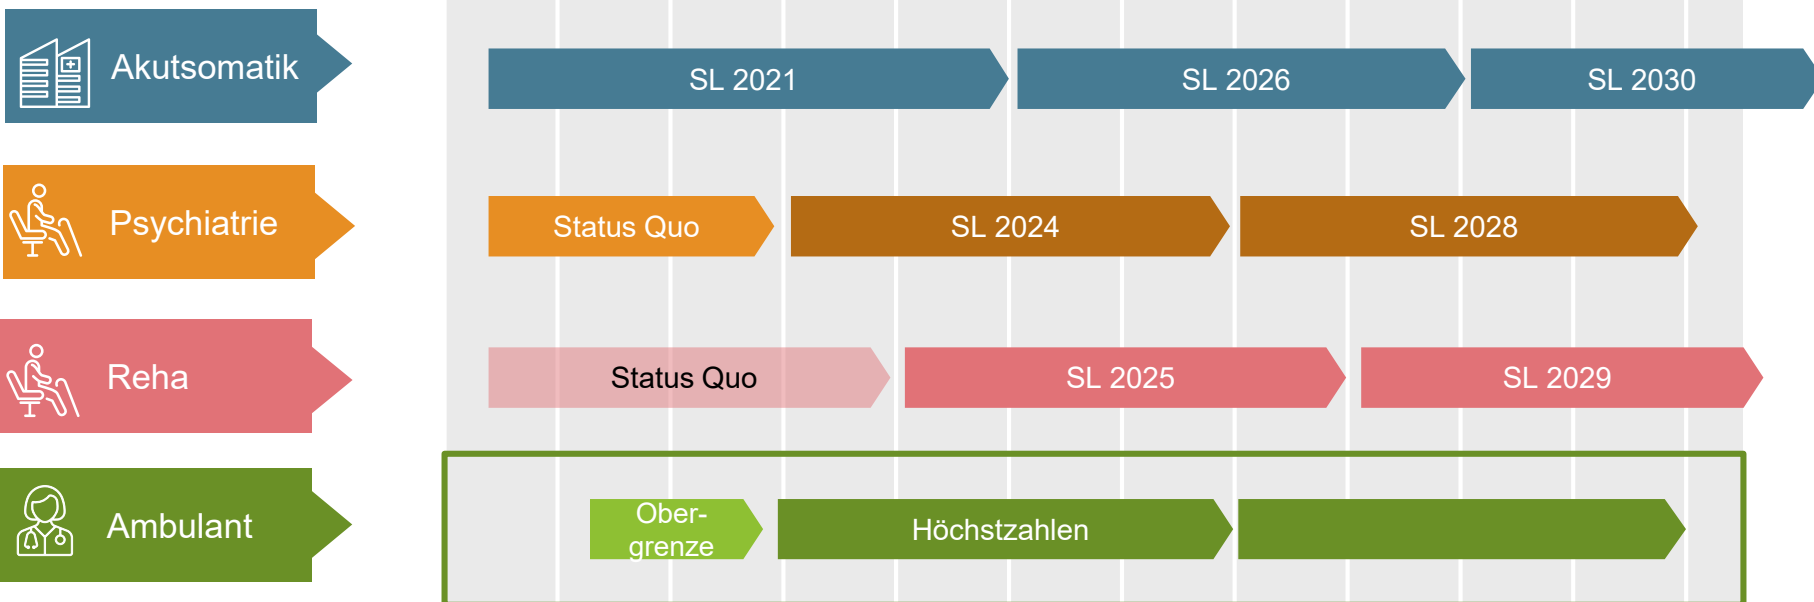 Akutsomatik
SL 2021
SL 2026
SL 2030
Psychiatrie
Status Quo
SL 2024
SL 2028
Reha
Status Quo
SL 2025
SL 2029
Ambulant
Ober-
grenze
Höchstzahlen